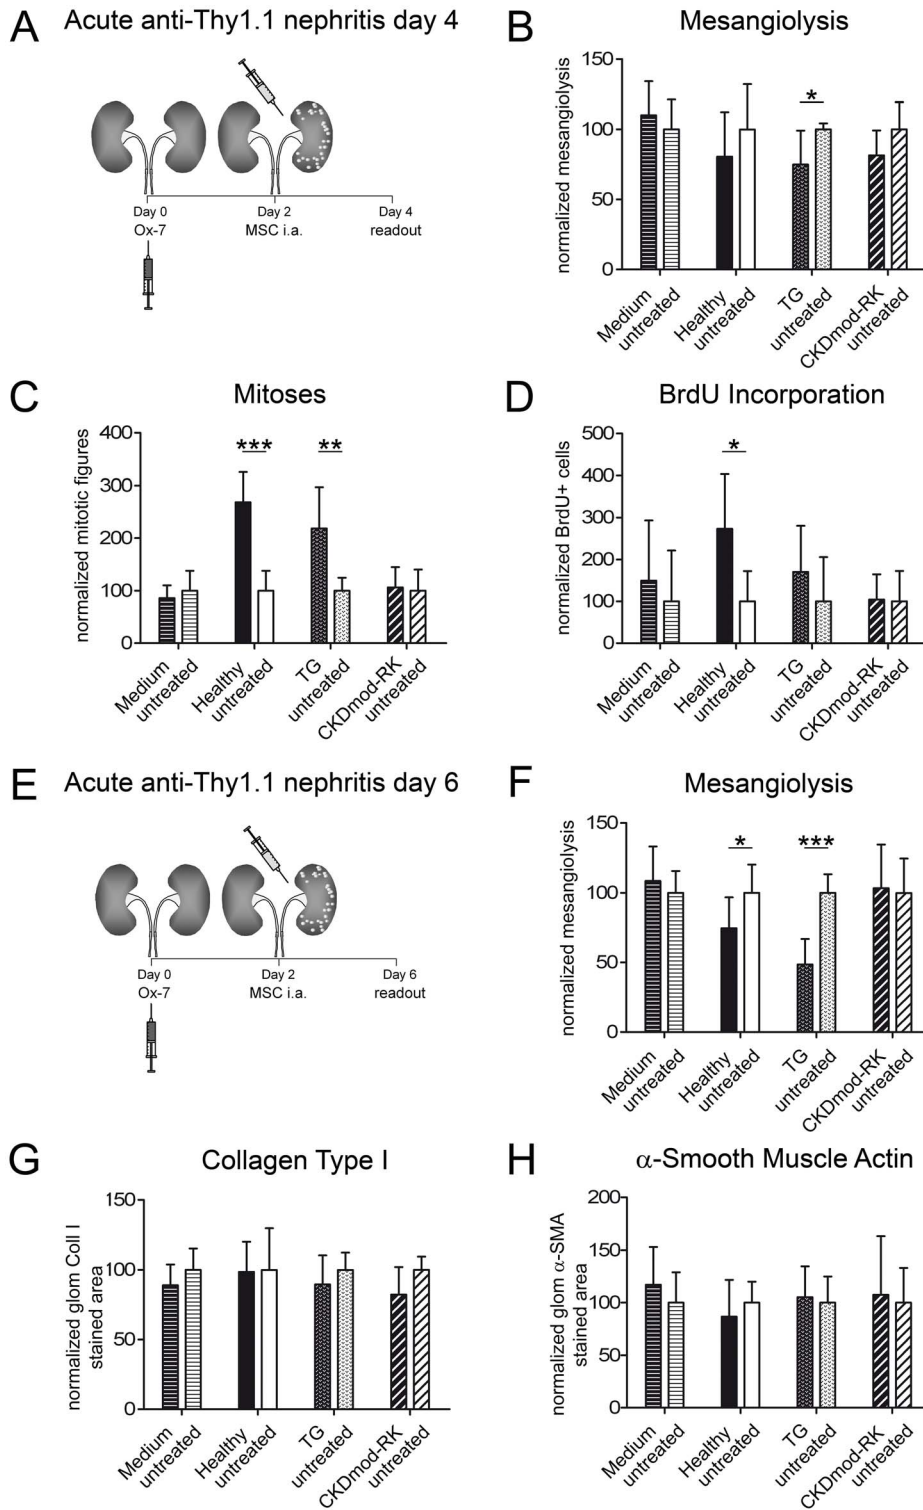 A Acute anti-Thy1.1 nephritis day 4
Day 0
Ox-7
Day 2
MSC i.a.
Day 4
readout
B Mesangiolysis
normalized mesangiolysis
150
100
50
0
*
Medium
untreated
Healthy
untreated
TG
untreated
CKDmod-RK
untreated
C Mitoses
normalized mitotic figures
400
300
200
100
0
***
**
Medium
untreated
Healthy
untreated
TG
untreated
CKDmod-RK
untreated
D BrdU Incorporation
normalized BrdU+ cells
500
400
300
200
100
0
*
Medium
untreated
Healthy
untreated
TG
untreated
CKDmod-RK
untreated
E Acute anti-Thy1.1 nephritis day 6
Day 0
Ox-7
Day 2
MSC i.a.
Day 6
readout
F Mesangiolysis
normalized mesangiolysis
150
100
50
0
*
***
Medium
untreated
Healthy
untreated
TG
untreated
CKDmod-RK
untreated
G Collagen Type I
normalized glom Coll I
stained area
150
100
50
0
Medium
untreated
Healthy
untreated
TG
untreated
CKDmod-RK
untreated
H α-Smooth Muscle Actin
normalized glom α-SMA
stained area
200
150
100
50
0
Medium
untreated
Healthy
untreated
TG
untreated
CKDmod-RK
untreated